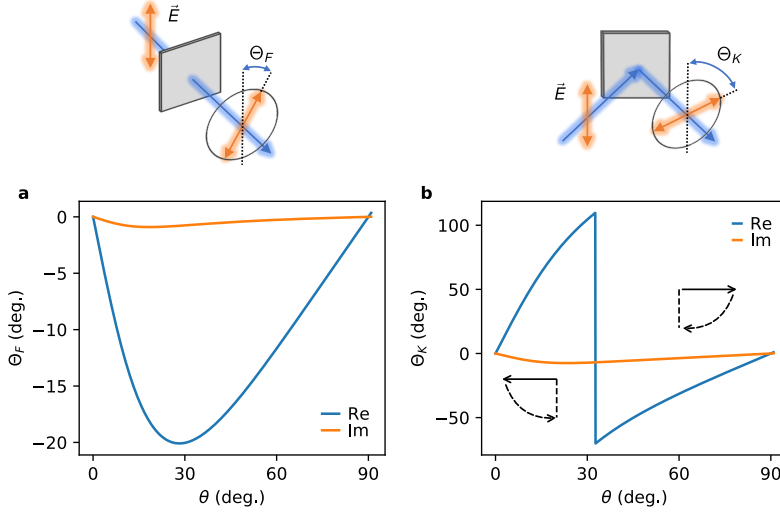 E⃗
Θ_F
E⃗
Θ_K
a
Θ_F (deg.)
0
−5
−10
−15
−20
Re
Im
0
30
60
90
θ (deg.)
b
Θ_K (deg.)
100
50
0
−50
Re
Im
0
30
60
90
θ (deg.)